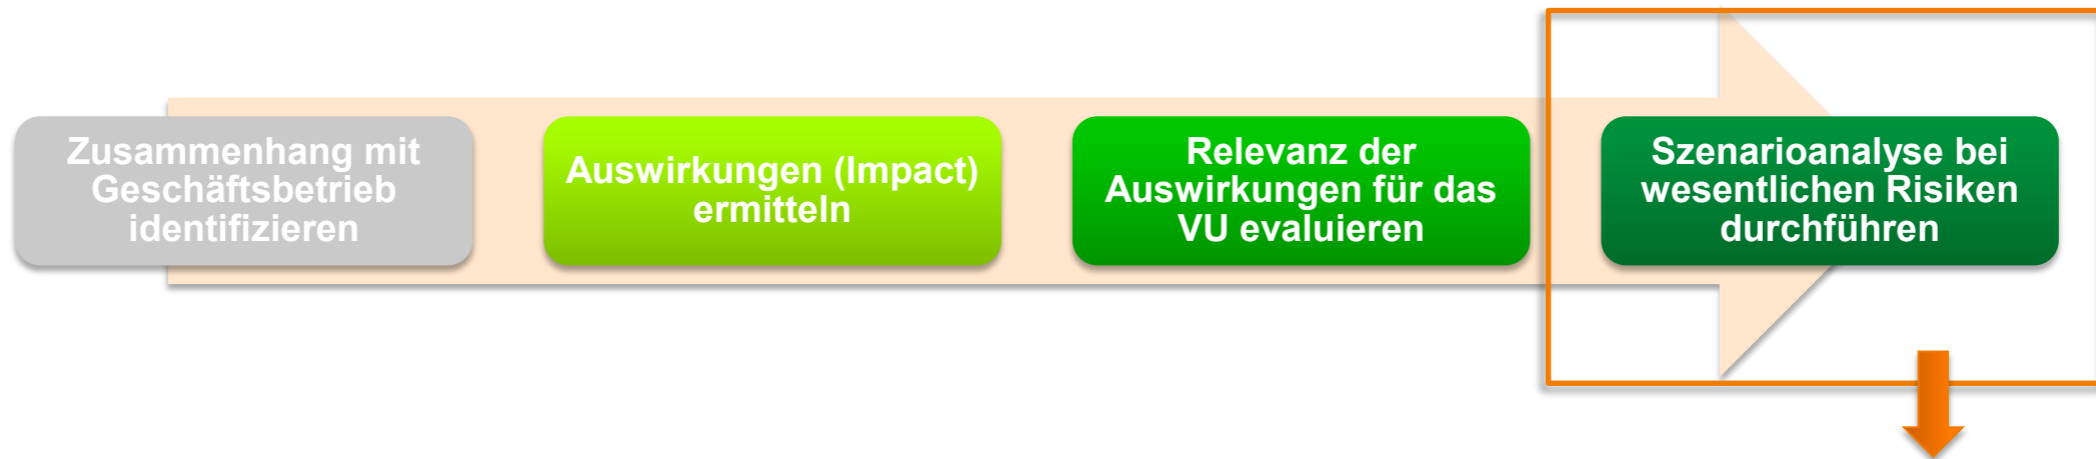 Zusammenhang mit
Geschäftsbetrieb
identifizieren
Auswirkungen (Impact)
ermitteln
Relevanz der
Auswirkungen für das
VU evaluieren
Szenarioanalyse bei
wesentlichen Risiken
durchführen